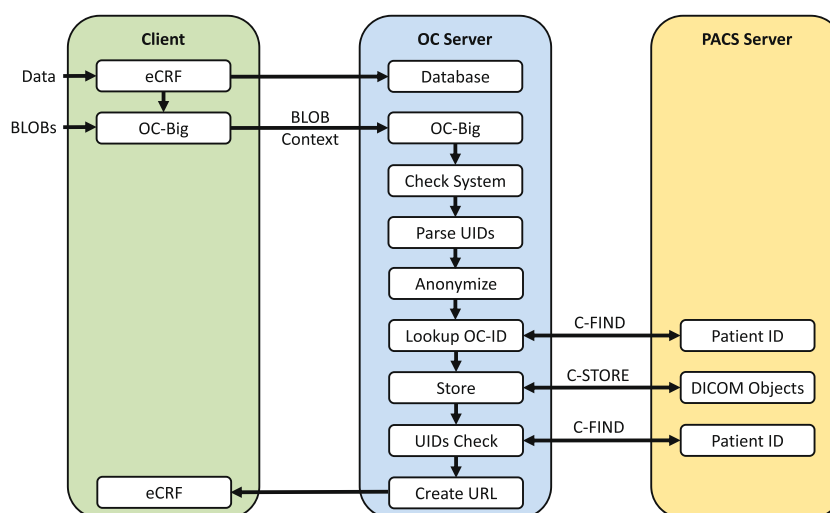 Client
OC Server
PACS Server
Data
eCRF
Database
BLOBs
OC-Big
BLOB
Context
OC-Big
Check System
Parse UIDs
Anonymize
Lookup OC-ID
C-FIND
Patient ID
Store
C-STORE
DICOM Objects
UIDs Check
C-FIND
Patient ID
eCRF
Create URL